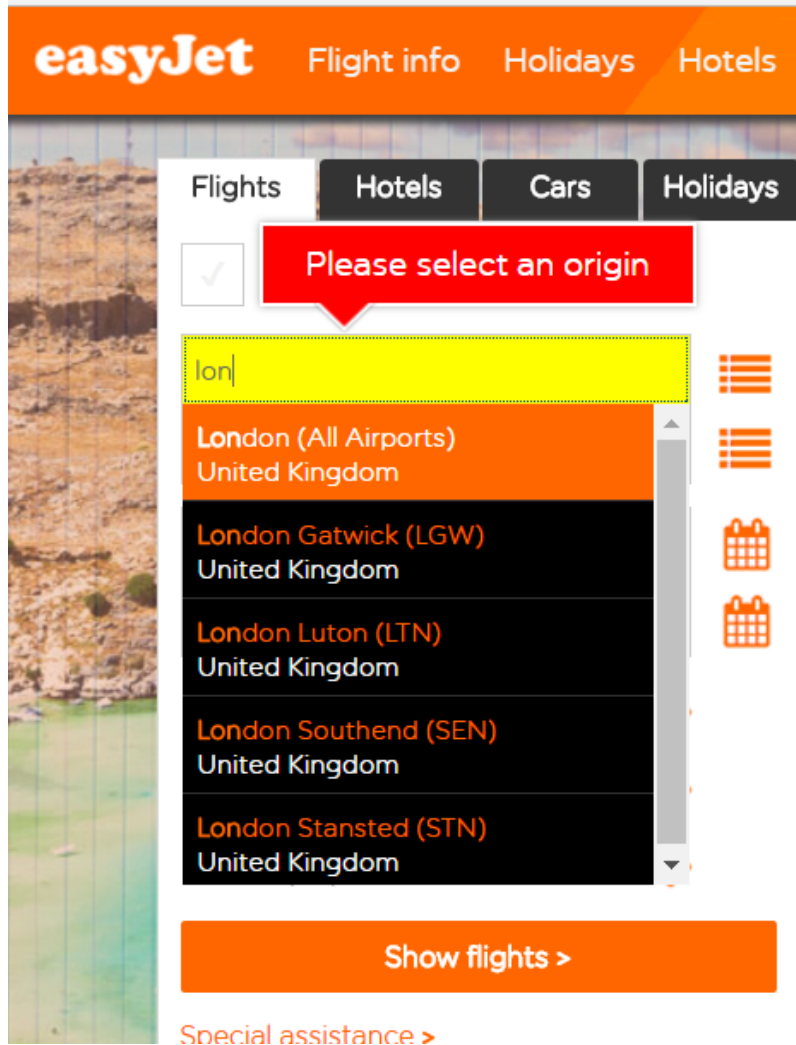 easyJet Flight info Holidays Hotels
Flights Hotels Cars Holidays
Please select an origin
lon
London (All Airports)
United Kingdom
London Gatwick (LGW)
United Kingdom
London Luton (LTN)
United Kingdom
London Southend (SEN)
United Kingdom
London Stansted (STN)
United Kingdom
Show flights >
Special assistance >